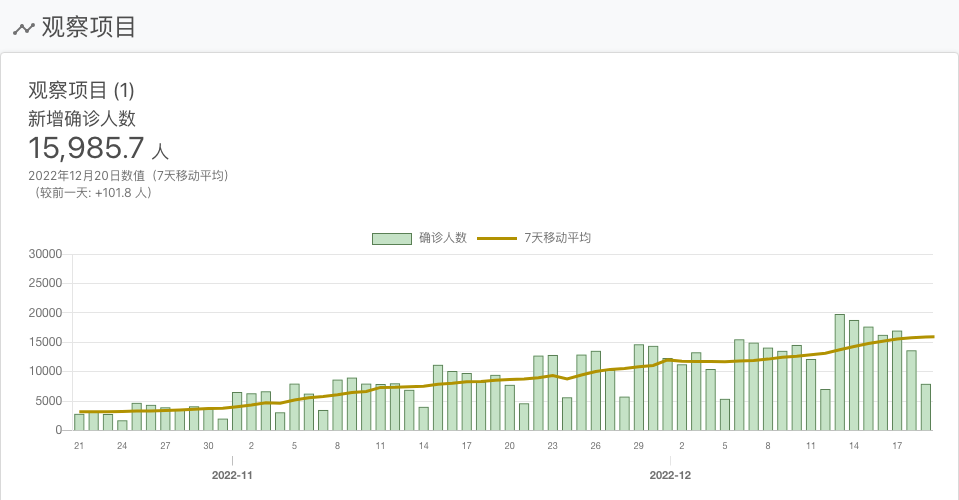 观察项目
观察项目 (1)
新增确诊人数
15,985.7 人
2022年12月20日数值（7天移动平均）
（较前一天: +101.8 人）
确诊人数 7天移动平均
30000
25000
20000
15000
10000
5000
0
21 24 27 30 2 5 8 11 14 17 20 23 26 29 2 5 8 11 14 17
2022-11 2022-12